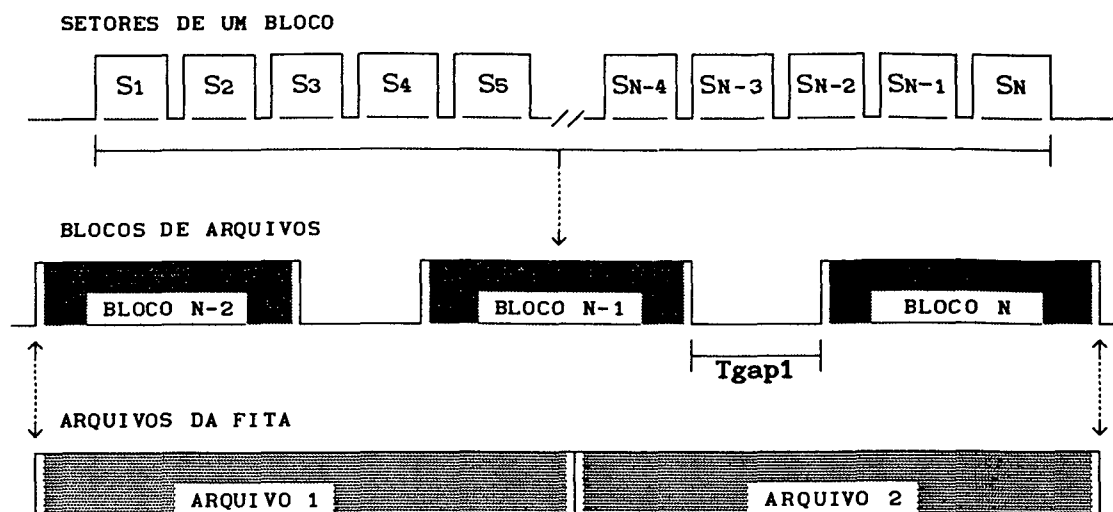 SETORES DE UM BLOCO
S1 S2 S3 S4 S5 // SN-4 SN-3 SN-2 SN-1 SN
BLOCOS DE ARQUIVOS
BLOCO N-2 BLOCO N-1 BLOCO N
Tgap1
ARQUIVOS DA FITA
ARQUIVO 1 ARQUIVO 2